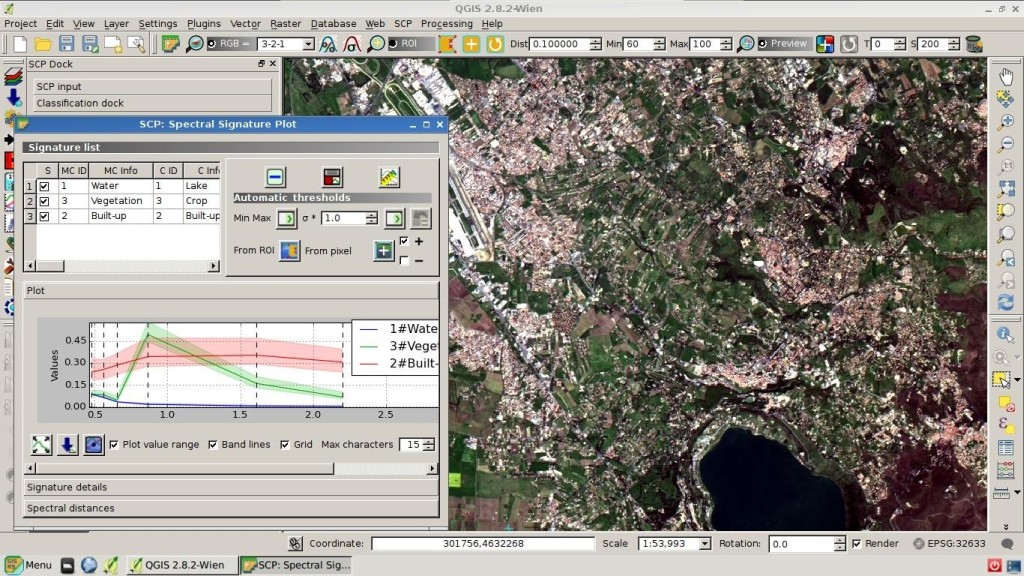 QGIS 2.8.2-Wien
Project Edit View Layer Settings Plugins Vector Raster Database Web SCP Processing Help
RGB = 3-2-1 ROI Dist 0.100000 Min 60 Max 100 Preview T 0 S 200
SCP Dock
SCP input
Classification dock
SCP: Spectral Signature Plot
Signature list
S MC ID MC Info C ID C Info
1 1 Water 1 Lake
2 3 Vegetation 3 Crop
3 2 Built-up 2 Built-up
Automatic thresholds
Min Max σ * 1.0
From ROI From pixel + −
Plot
Values
0.45
0.30
0.15
0.00
0.5 1.0 1.5 2.0 2.5
1#Wate
3#Veget
2#Built-
Plot value range Band lines Grid Max characters 15
Signature details
Spectral distances
Coordinate: 301756,4632268 Scale 1:53,993 Rotation: 0.0 Render EPSG:32633
Menu QGIS 2.8.2-Wien SCP: Spectral Sig...